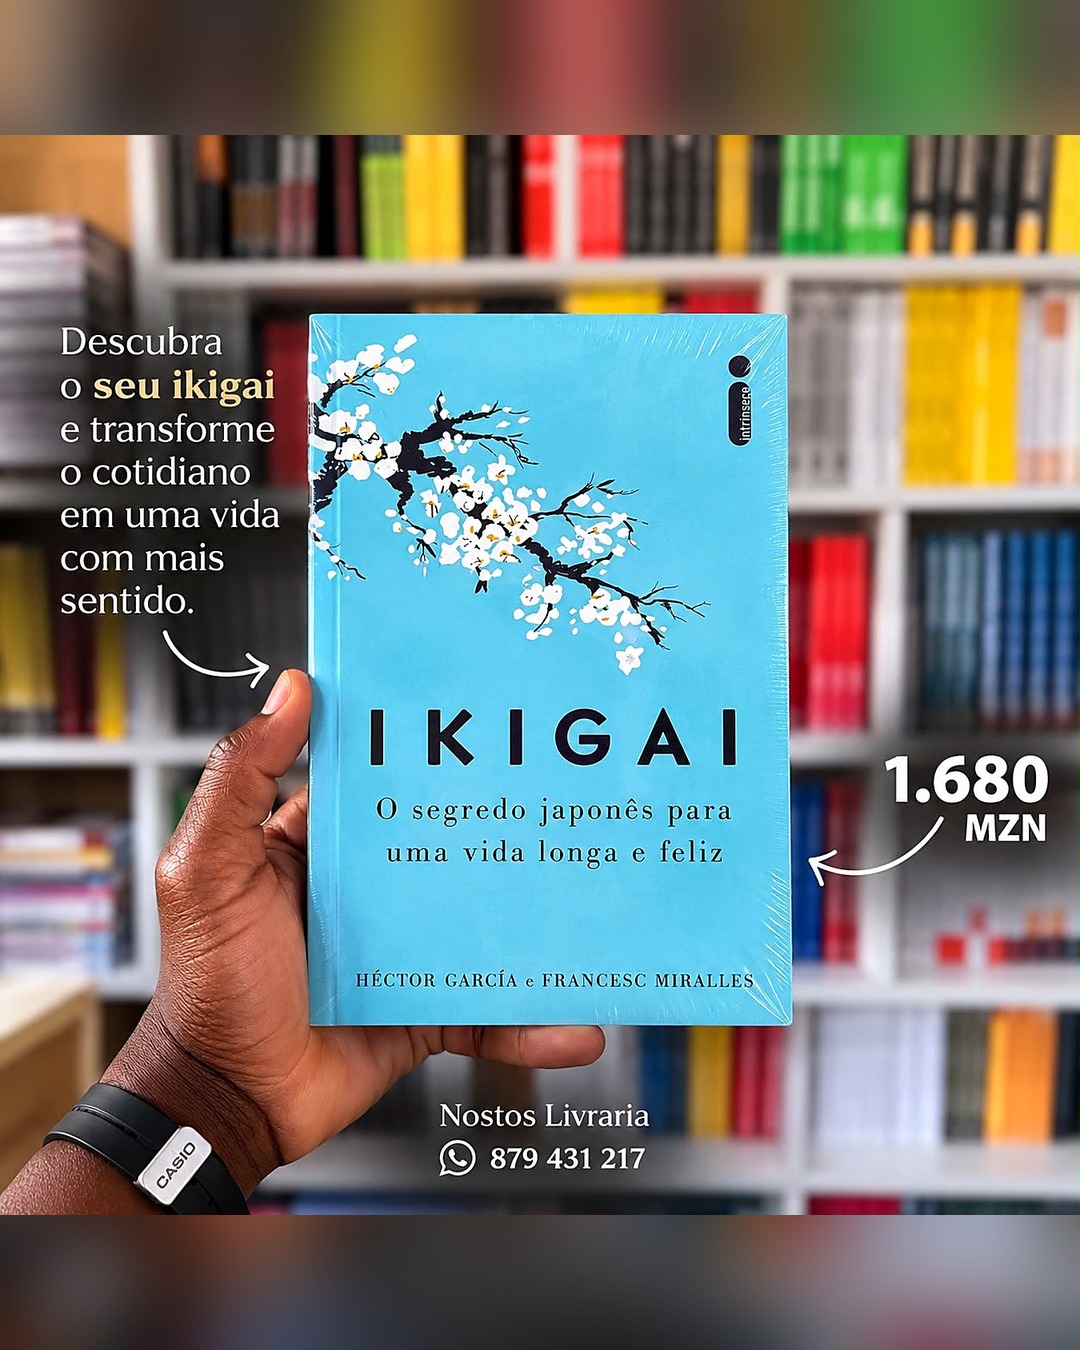 Descubra
o seu ikigai
e transforme
o cotidiano
em uma vida
com mais
sentido.
intrínseca
IKIGAI
O segredo japonês para
uma vida longa e feliz
HÉCTOR GARCÍA e FRANCESC MIRALLES
1.680
MZN
Nostos Livraria
879 431 217
CASIO